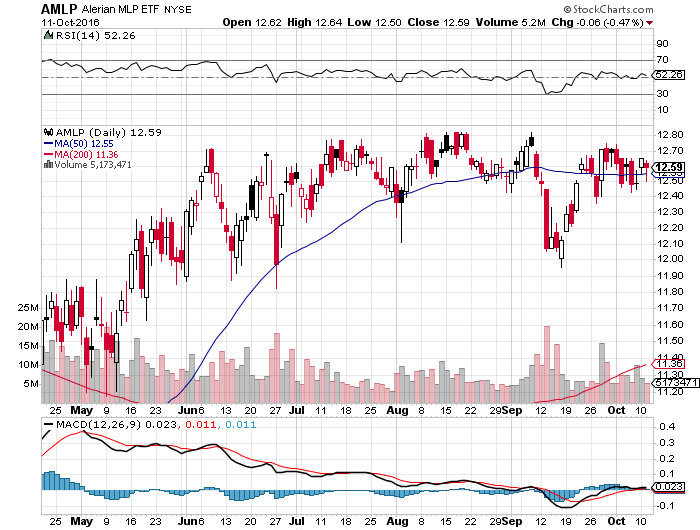 AMLP Alerian MLP ETF NYSE
© StockCharts.com
11-Oct-2016
Open 12.62 High 12.64 Low 12.50 Close 12.59 Volume 5.2M Chg -0.06 (-0.47%)
RSI(14) 52.26
90
70
52.26
30
10
AMLP (Daily) 12.59
MA(50) 12.55
MA(200) 11.36
Volume 5,173,471
12.80
12.70
12.59
12.50
12.40
12.30
12.20
12.10
12.00
11.90
11.80
11.70
11.60
11.50
11.40
11.36
11.30
5173471
11.20
25M
20M
15M
10M
5M
25 May 9 16 23 Jun 6 13 20 27 Jul 11 18 25 Aug 8 15 22 29 Sep 12 19 26 Oct 10
MACD(12,26,9) 0.023, 0.011, 0.011
0.4
0.3
0.2
0.1
0.023
-0.1
25 May 9 16 23 Jun 6 13 20 27 Jul 11 18 25 Aug 8 15 22 29 Sep 12 19 26 Oct 10